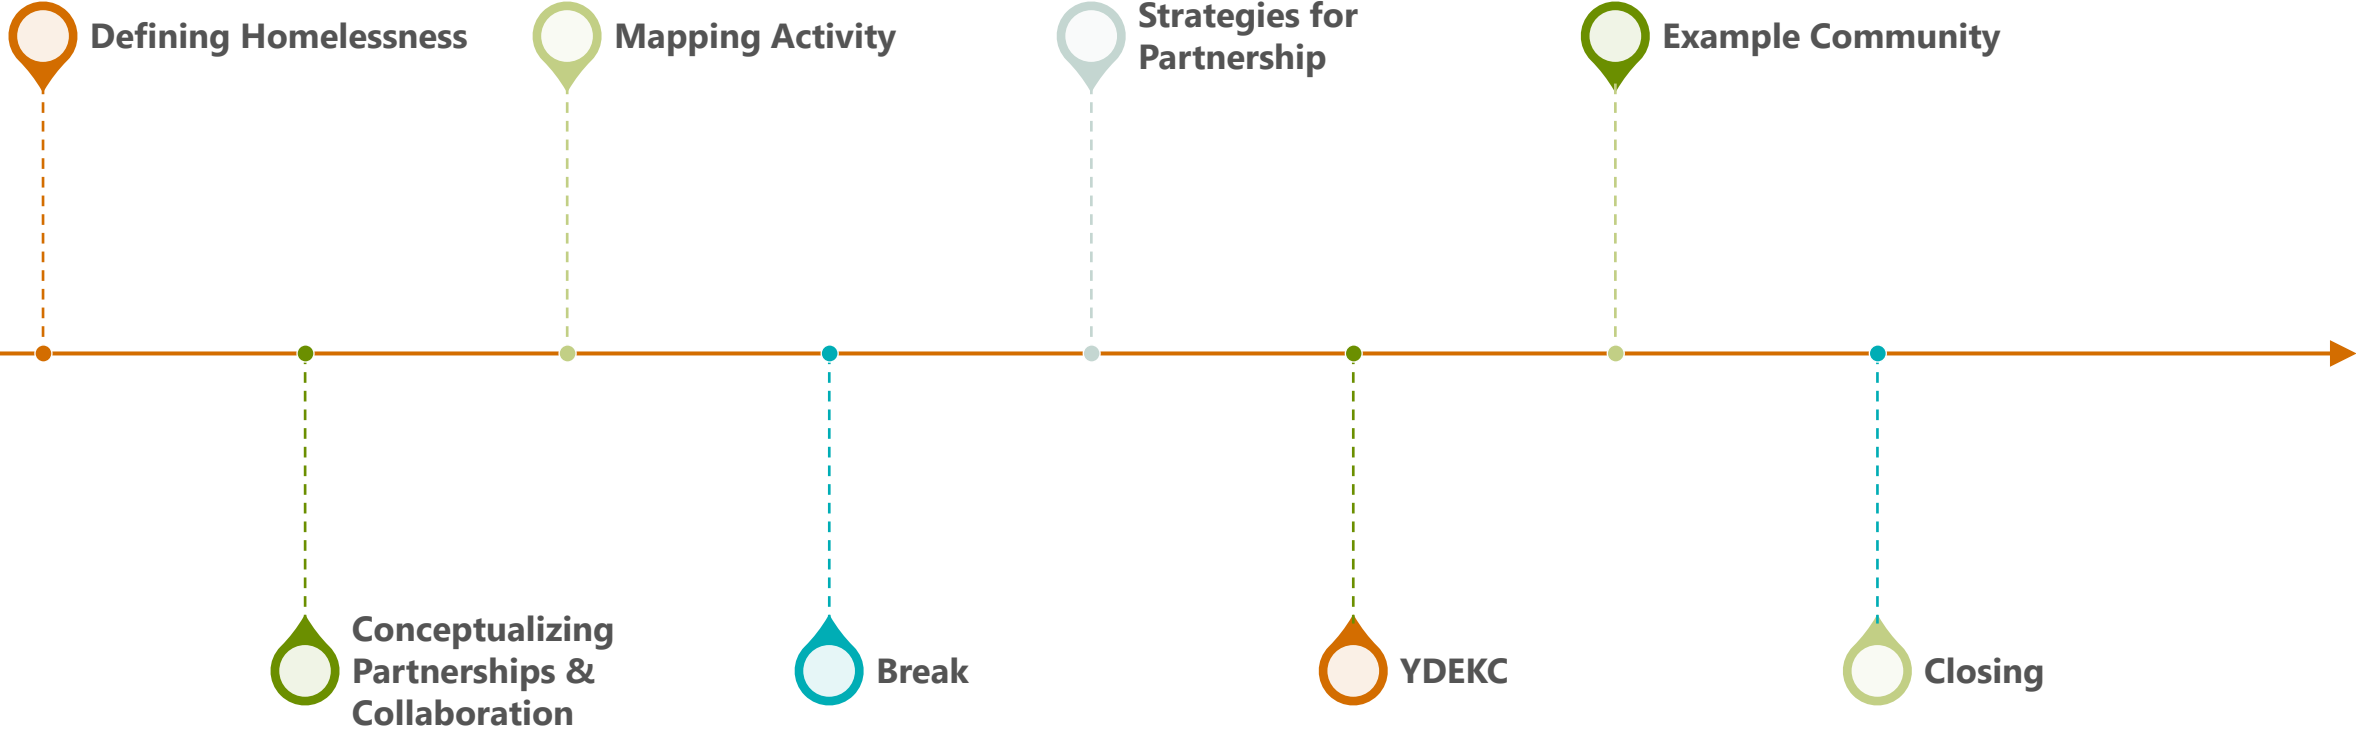 Defining Homelessness
Mapping Activity
Strategies for
Partnership
Example Community
Conceptualizing
Partnerships &
Collaboration
Break
YDEKC
Closing